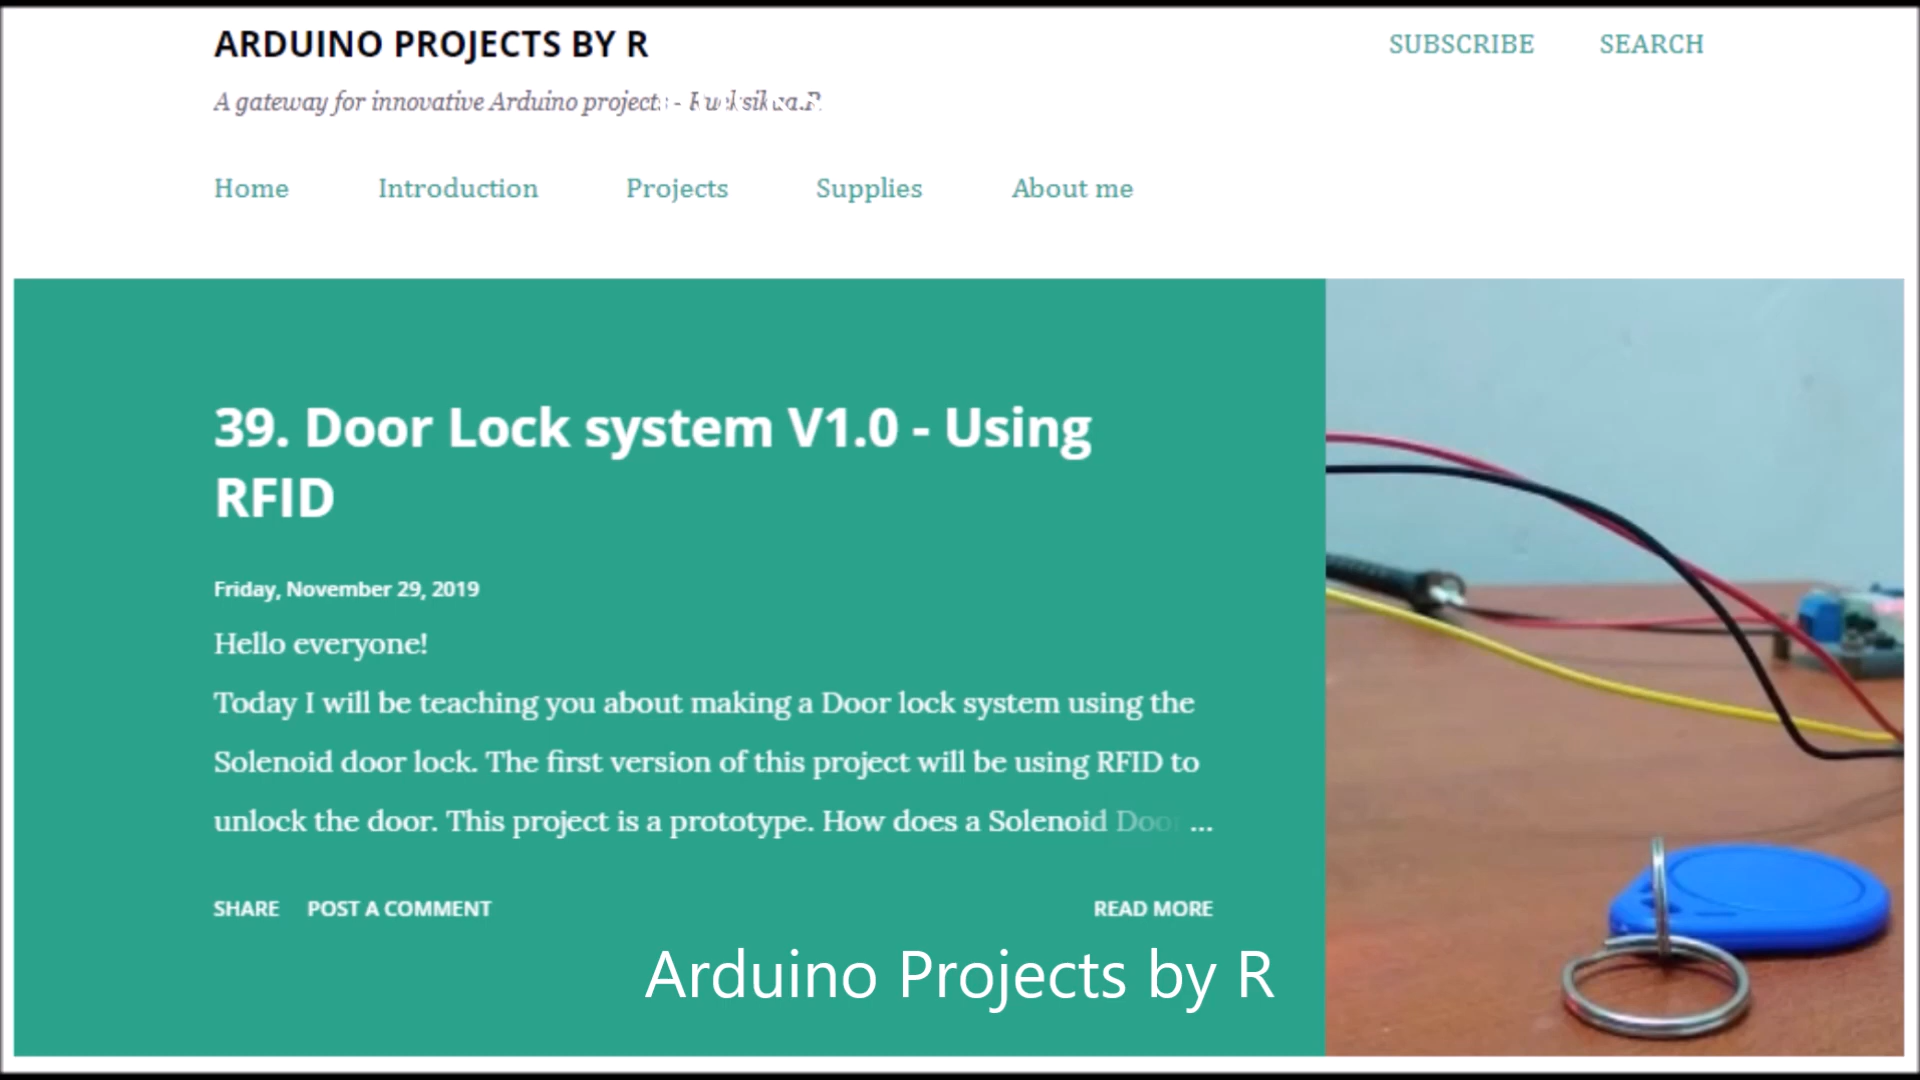 ARDUINO PROJECTS BY R
SUBSCRIBE
SEARCH
A gateway for innovative Arduino projects -
Home
Introduction
Projects
Supplies
About me
39. Door Lock system V1.0 - Using
RFID
Friday, November 29, 2019
Hello everyone!
Today I will be teaching you about making a Door lock system using the
Solenoid door lock. The first version of this project will be using RFID to
unlock the door. This project is a prototype. How does a Solenoid Door ...
SHARE
POST A COMMENT
READ MORE
Arduino Projects by R